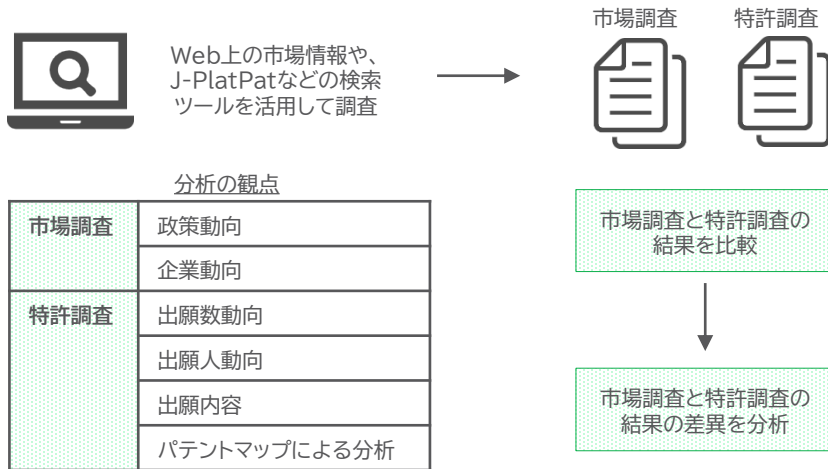 Web上の市場情報や、
J-PlatPatなどの検索
ツールを活用して調査
市場調査
特許調査
分析の観点
市場調査
政策動向
企業動向
特許調査
出願数動向
出願人動向
出願内容
パテントマップによる分析
市場調査と特許調査の
結果を比較
市場調査と特許調査の
結果の差異を分析